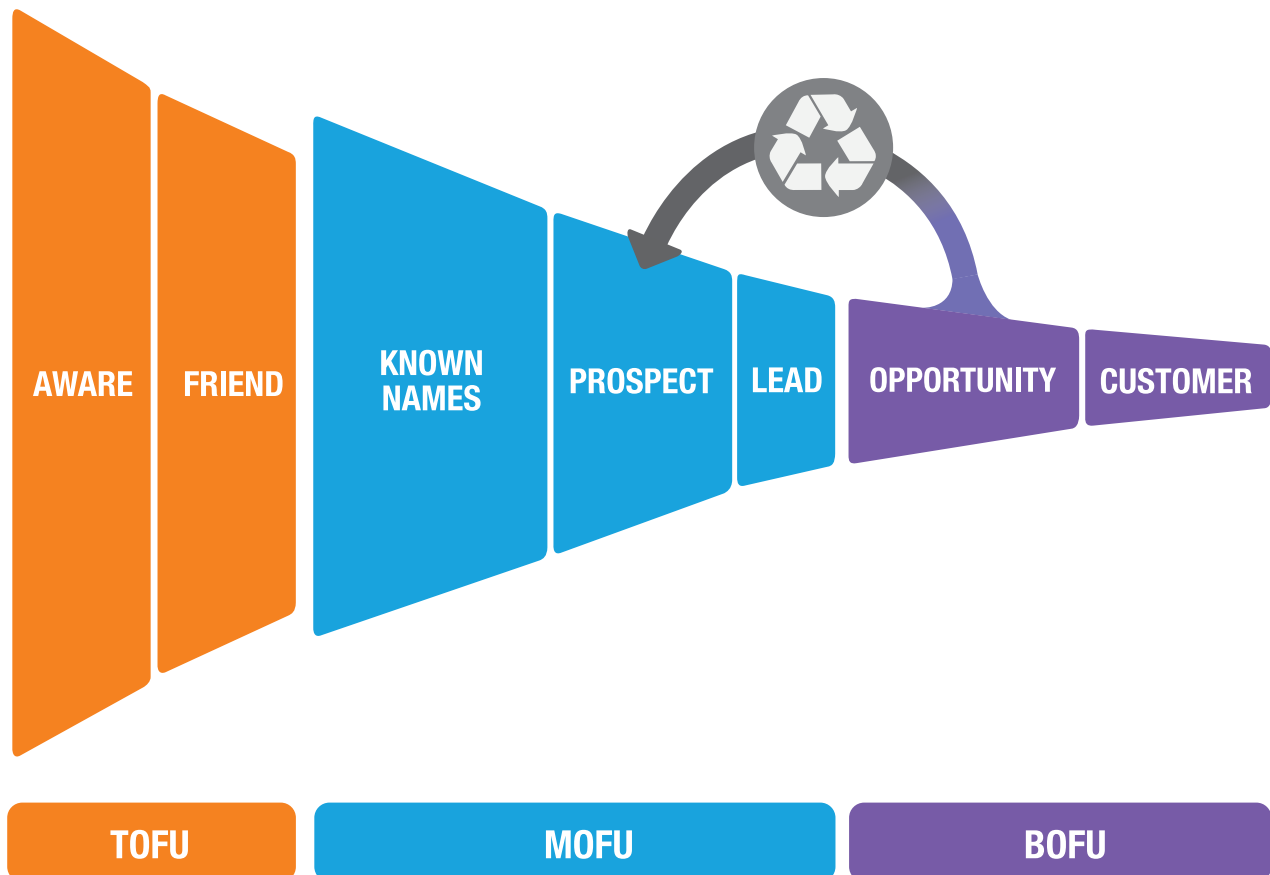 AWARE
FRIEND
KNOWN
NAMES
PROSPECT
LEAD
OPPORTUNITY
CUSTOMER
TOFU
MOFU
BOFU